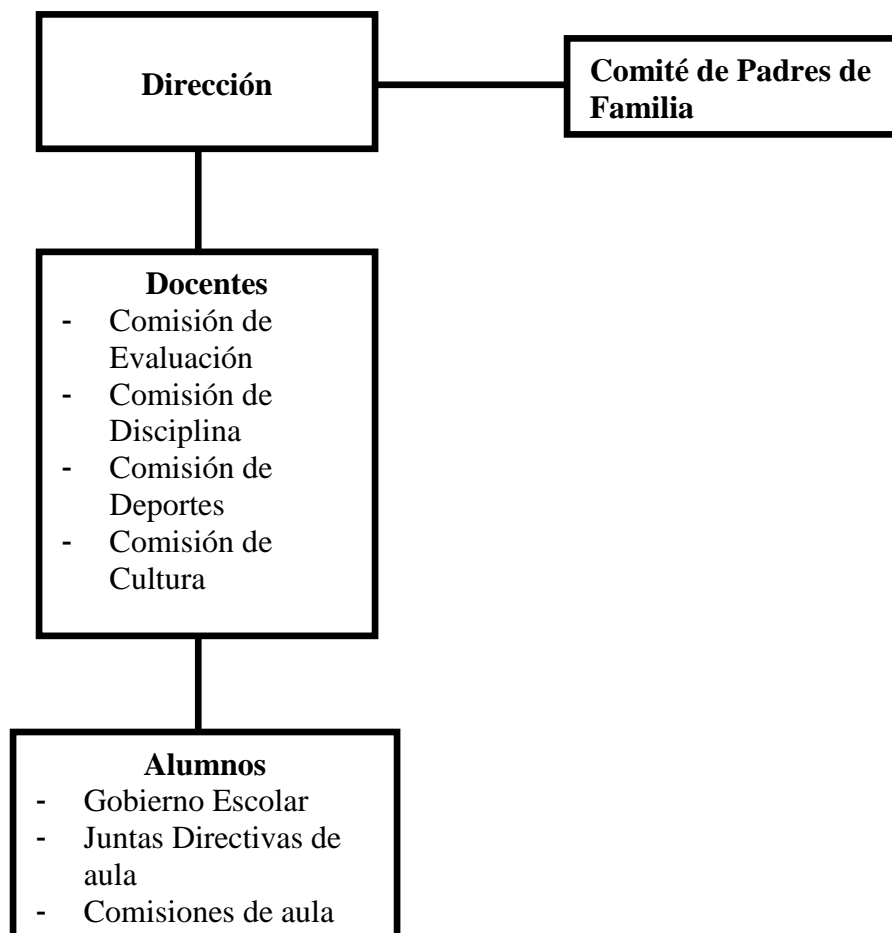 Dirección
Comité de Padres de
Familia
Docentes
- Comisión de
Evaluación
- Comisión de
Disciplina
- Comisión de
Deportes
- Comisión de
Cultura
Alumnos
- Gobierno Escolar
- Juntas Directivas de
aula
- Comisiones de aula